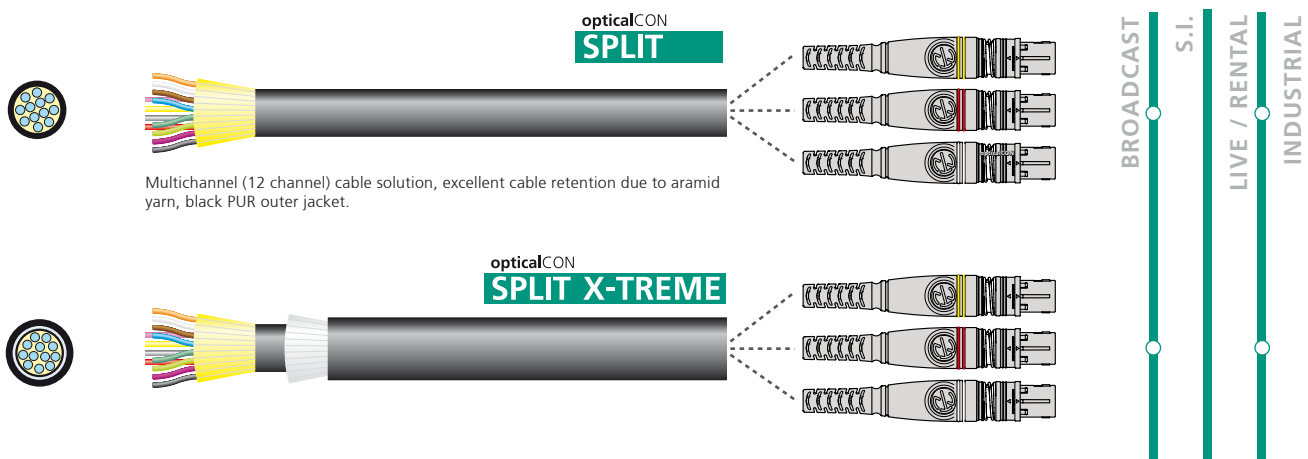 opticalCON
SPLIT
Multichannel (12 channel) cable solution, excellent cable retention due to aramid
yarn, black PUR outer jacket.
opticalCON
SPLIT X-TREME
BROADCAST
S.I.
LIVE / RENTAL
INDUSTRIAL